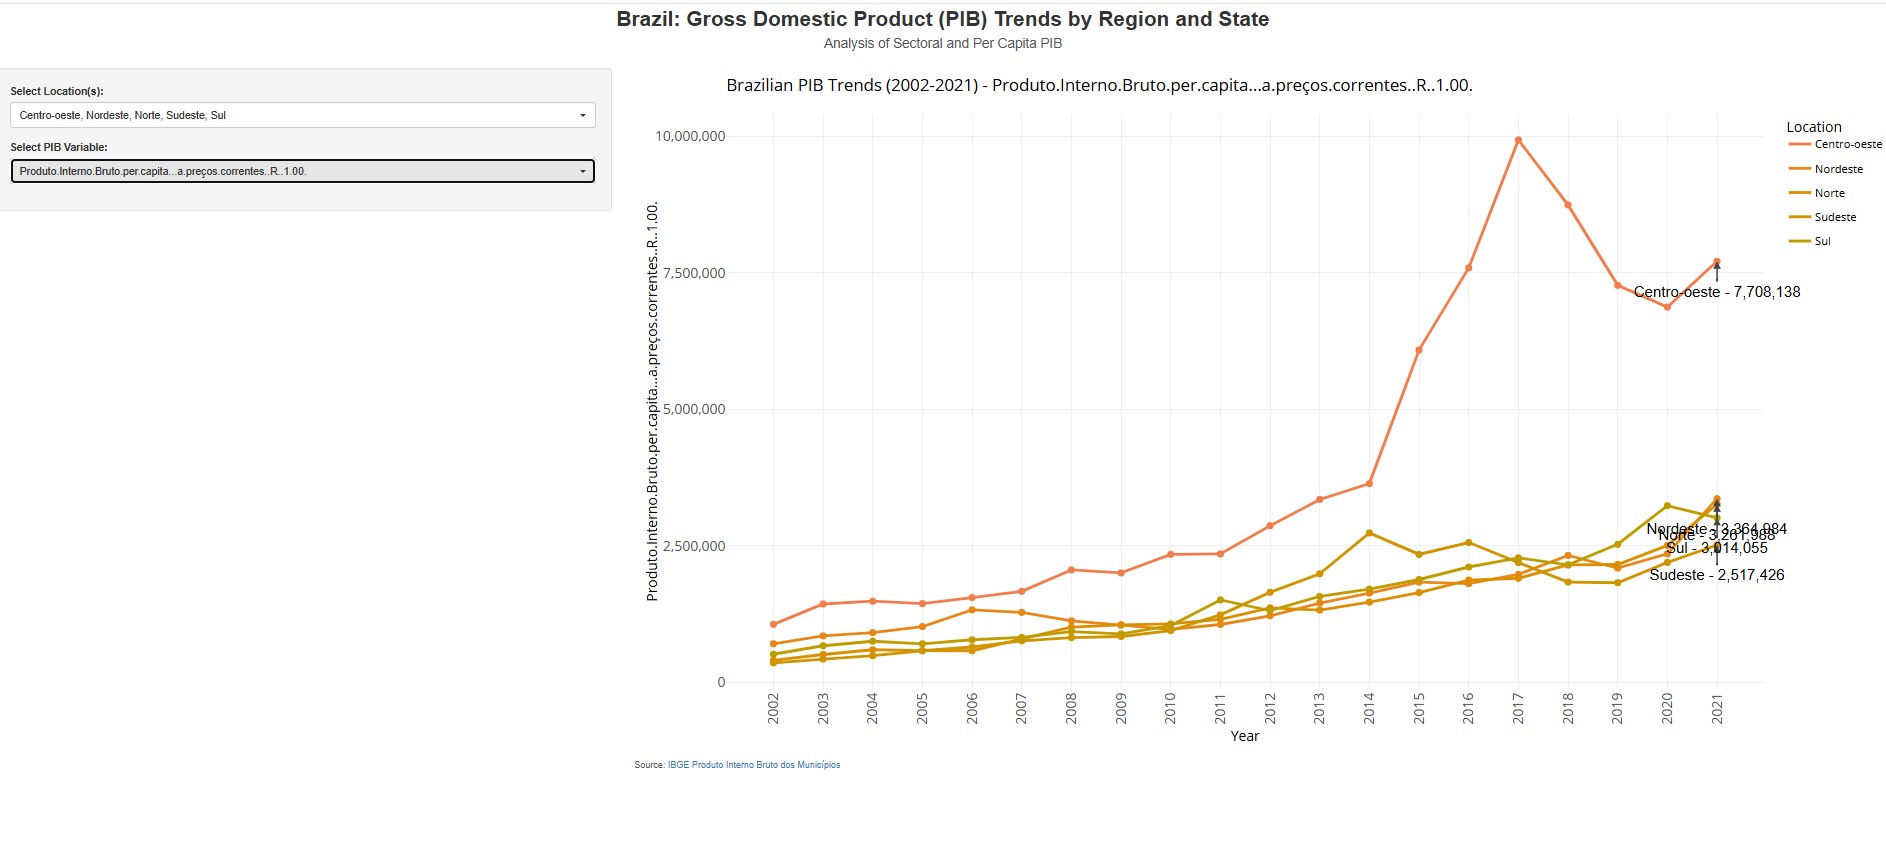 Brazil: Gross Domestic Product (PIB) Trends by Region and State
Analysis of Sectoral and Per Capita PIB
Select Location(s):
Centro-oeste, Nordeste, Norte, Sudeste, Sul
Select PIB Variable:
Produto.Interno.Bruto.per.capita...a.preços.correntes..R..1.00.
Brazilian PIB Trends (2002-2021) - Produto.Interno.Bruto.per.capita...a.preços.correntes..R..1.00.
Produto.Interno.Bruto.per.capita...a.preços.correntes..R..1.00.
10,000,000
7,500,000
5,000,000
2,500,000
0
Centro-oeste - 7,708,138
Nordeste - 3,364,984
Norte - 3,261,988
Sul - 3,014,055
Sudeste - 2,517,426
2002
2003
2004
2005
2006
2007
2008
2009
2010
2011
2012
2013
2014
2015
2016
2017
2018
2019
2020
2021
Year
Location
Centro-oeste
Nordeste
Norte
Sudeste
Sul
Source: IBGE Produto Interno Bruto dos Municípios